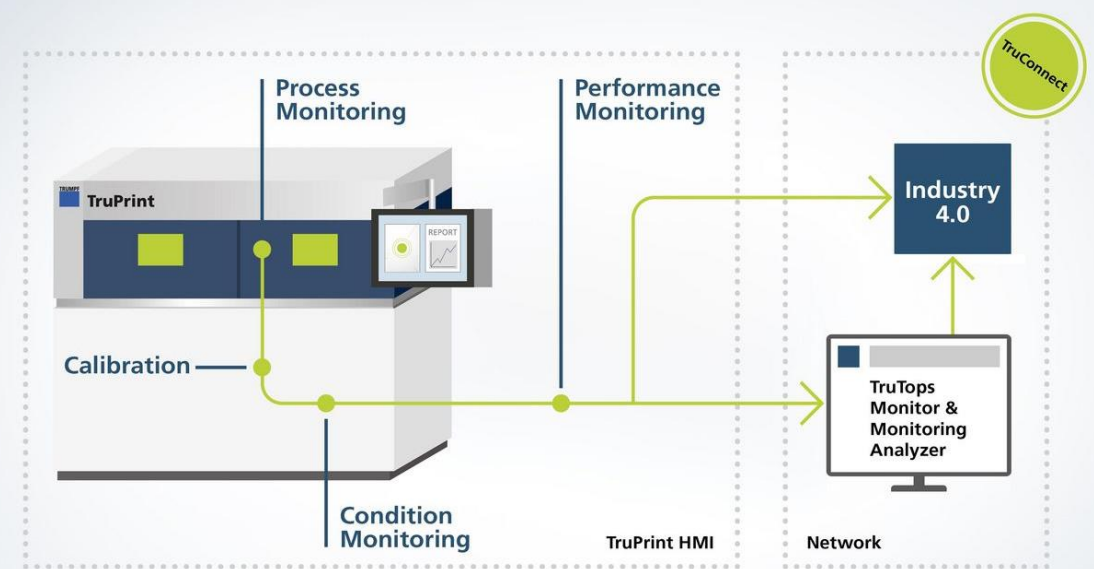 TruConnect
Process
Monitoring
Performance
Monitoring
TRUMPF
TruPrint
REPORT
Industry
4.0
Calibration
TruTops
Monitor &
Monitoring
Analyzer
Condition
Monitoring
TruPrint HMI
Network